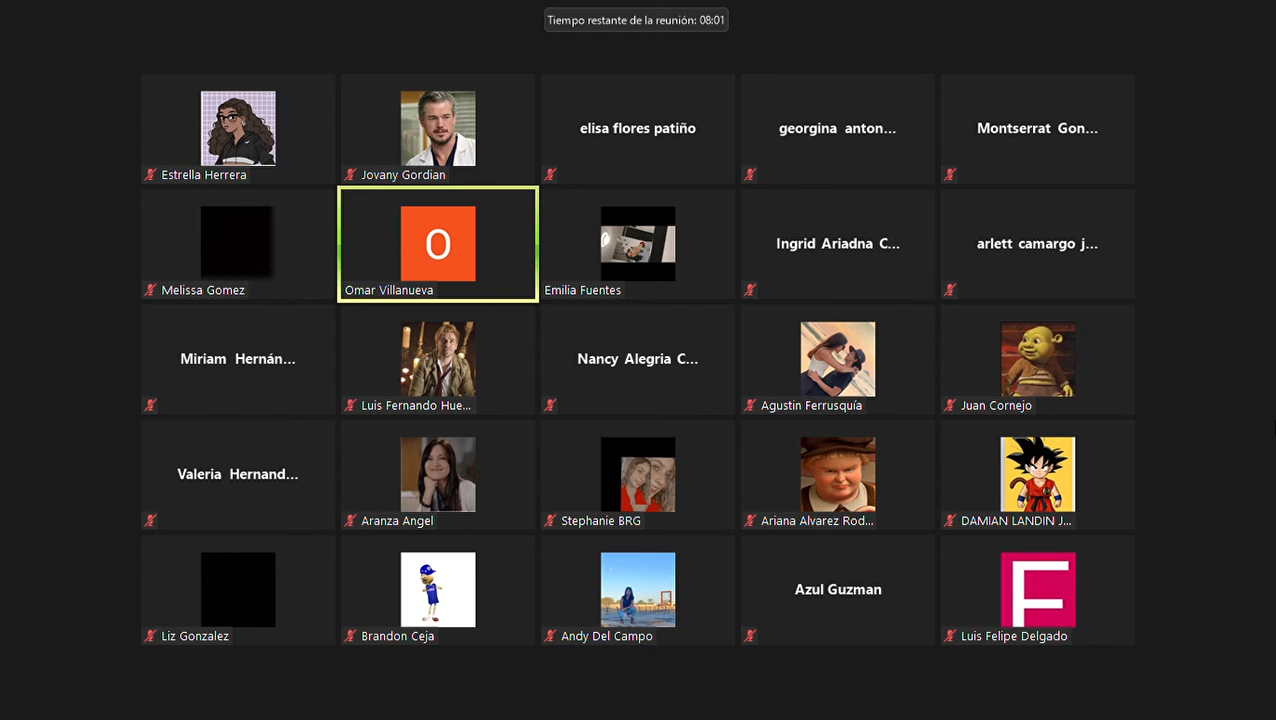 Tiempo restante de la reunión: 08:01
Estrella Herrera
Jovany Gordian
elisa flores patiño
georgina anton...
Montserrat Gon...
Melissa Gomez
O
Omar Villanueva
Emilia Fuentes
Ingrid Ariadna C...
arlett camargo j...
Miriam Hernán...
Luis Fernando Hue...
Nancy Alegria C...
Agustin Ferrusquía
Juan Cornejo
Valeria Hernand...
Aranza Angel
Stephanie BRG
Ariana Alvarez Rod...
DAMIAN LANDIN J...
Liz Gonzalez
Brandon Ceja
Andy Del Campo
Azul Guzman
F
Luis Felipe Delgado